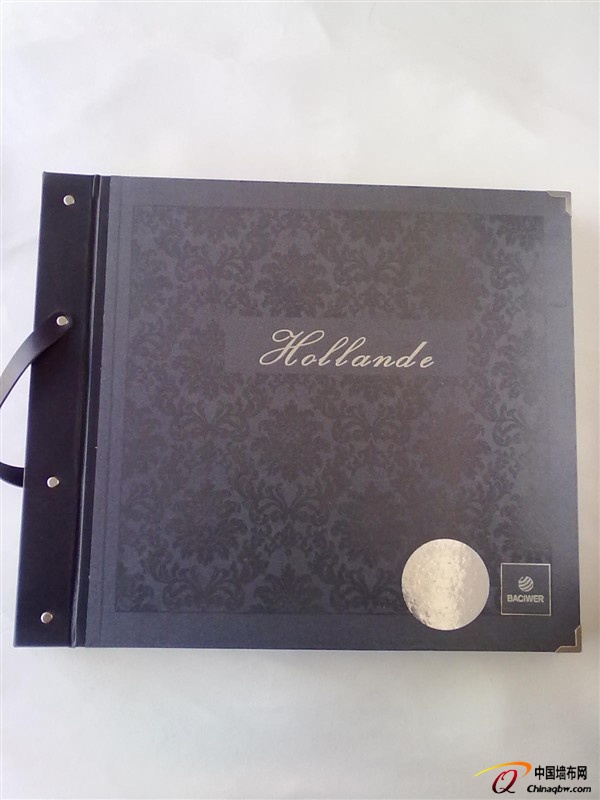 Hollande
BACIWER
中国墙布网
Chinaqbw.com